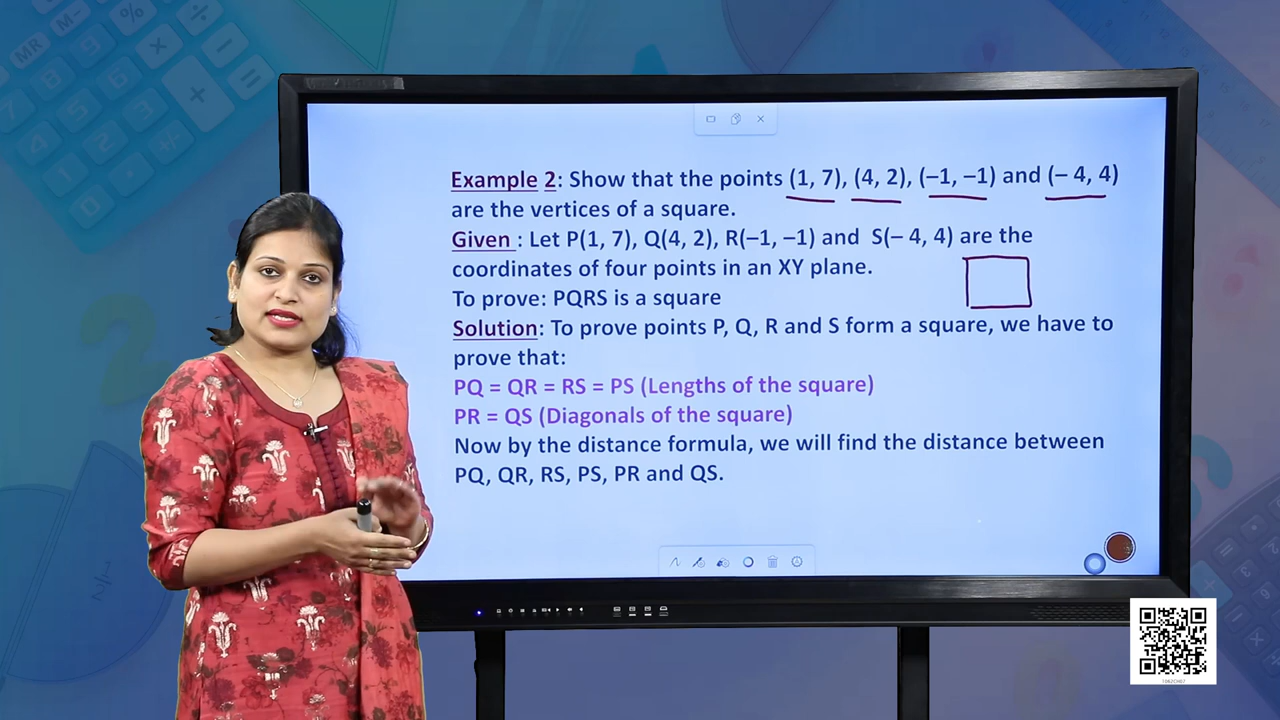 Example 2: Show that the points (1, 7), (4, 2), (–1, –1) and (– 4, 4)
are the vertices of a square.
Given : Let P(1, 7), Q(4, 2), R(–1, –1) and S(– 4, 4) are the
coordinates of four points in an XY plane.
To prove: PQRS is a square
Solution: To prove points P, Q, R and S form a square, we have to
prove that:
PQ = QR = RS = PS (Lengths of the square)
PR = QS (Diagonals of the square)
Now by the distance formula, we will find the distance between
PQ, QR, RS, PS, PR and QS.